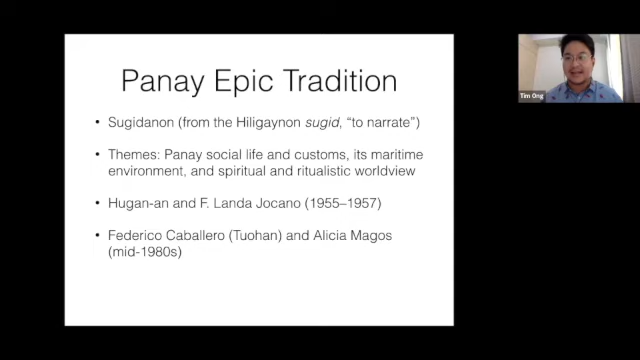 Panay Epic Tradition
• Sugidanon (from the Hiligaynon sugid, “to narrate”)
• Themes: Panay social life and customs, its maritime
environment, and spiritual and ritualistic worldview
• Hugan-an and F. Landa Jocano (1955–1957)
• Federico Caballero (Tuohan) and Alicia Magos
(mid-1980s)
Tim Ong